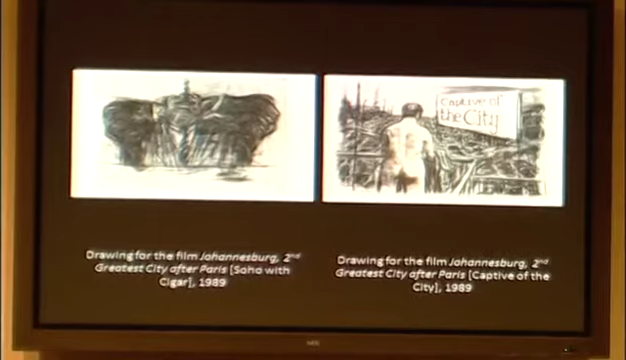 Captive of
the City
Drawing for the film Johannesburg, 2nd
Greatest City after Paris [Soho with
Cigar], 1989
Drawing for the film Johannesburg, 2nd
Greatest City after Paris [Captive of the
City], 1989
NEC